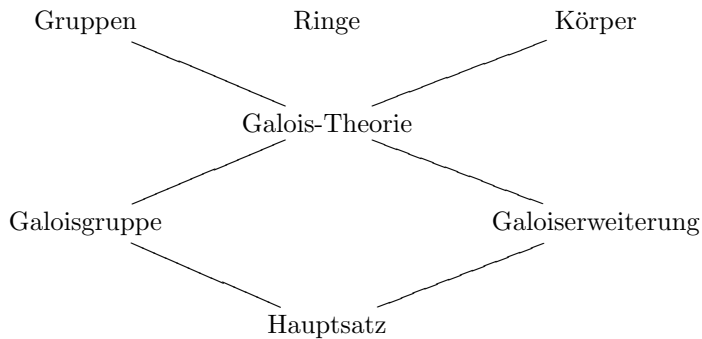 Gruppen Ringe Körper
Galois-Theorie
Galoisgruppe Galoiserweiterung
Hauptsatz